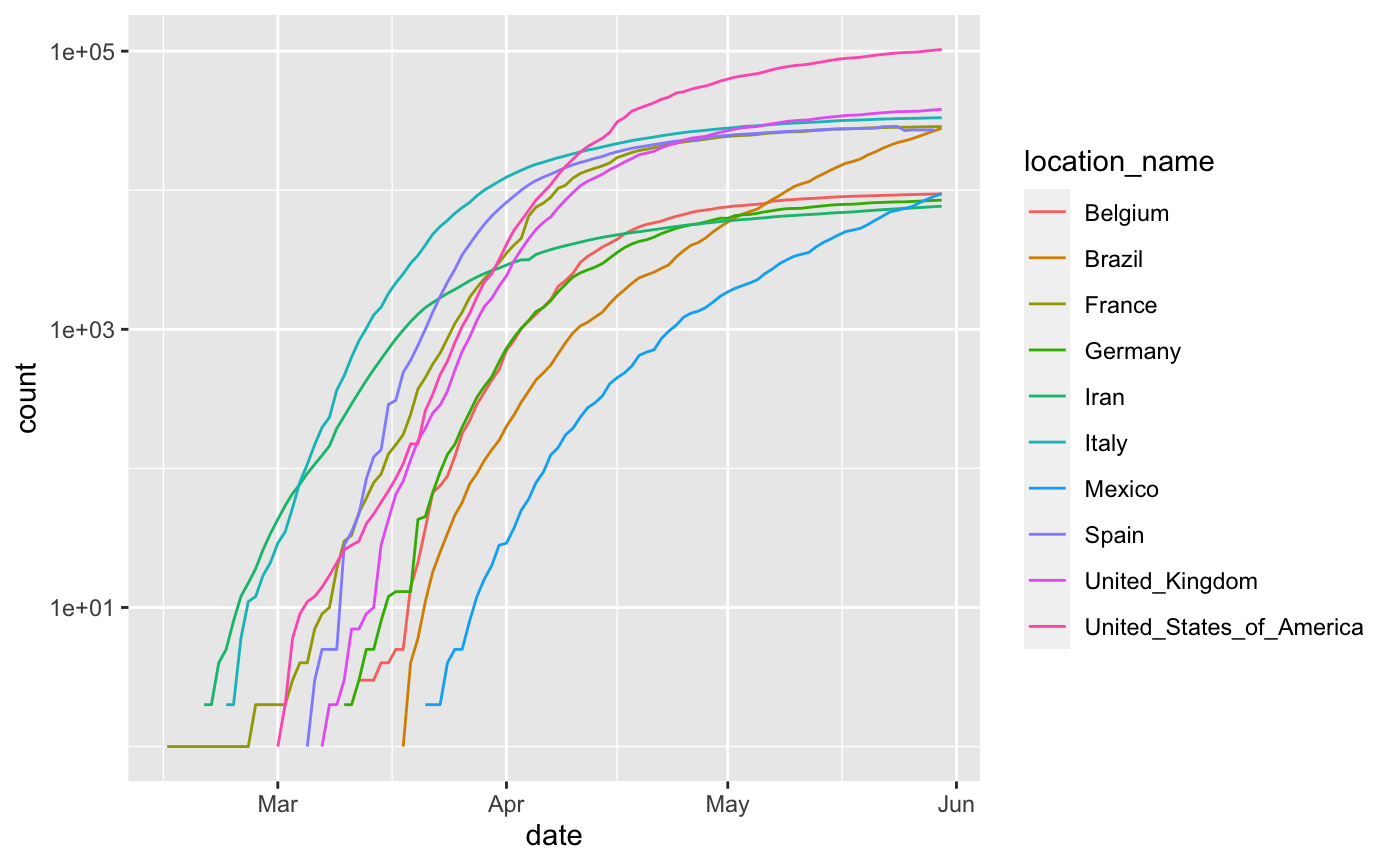 1e+05
1e+03
1e+01
count
Mar
Apr
May
Jun
date
location_name
Belgium
Brazil
France
Germany
Iran
Italy
Mexico
Spain
United_Kingdom
United_States_of_America